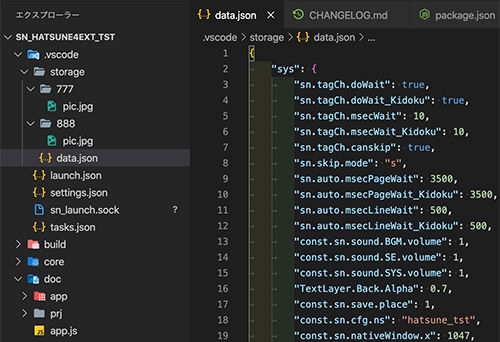 エクスプローラー
SN_HATSUNE4EXT_TST
.vscode
storage
777
pic.jpg
888
pic.jpg
data.json
launch.json
settings.json
sn_launch.sock ?
tasks.json
build
core
doc
app
prj
app.js
data.json CHANGELOG.md package.json
.vscode > storage > data.json > ...
1 {
2 "sys": {
3 "sn.tagCh.doWait": true,
4 "sn.tagCh.doWait_Kidoku": true,
5 "sn.tagCh.msecWait": 10,
6 "sn.tagCh.msecWait_Kidoku": 10,
7 "sn.tagCh.canskip": true,
8 "sn.skip.mode": "s",
9 "sn.auto.msecPageWait": 3500,
10 "sn.auto.msecPageWait_Kidoku": 3500,
11 "sn.auto.msecLineWait": 500,
12 "sn.auto.msecLineWait_Kidoku": 500,
13 "const.sn.sound.BGM.volume": 1,
14 "const.sn.sound.SE.volume": 1,
15 "const.sn.sound.SYS.volume": 1,
16 "TextLayer.Back.Alpha": 0.7,
17 "const.sn.save.place": 1,
18 "const.sn.cfg.ns": "hatsune_tst",
19 "const.sn.nativeWindow.x": 1047,